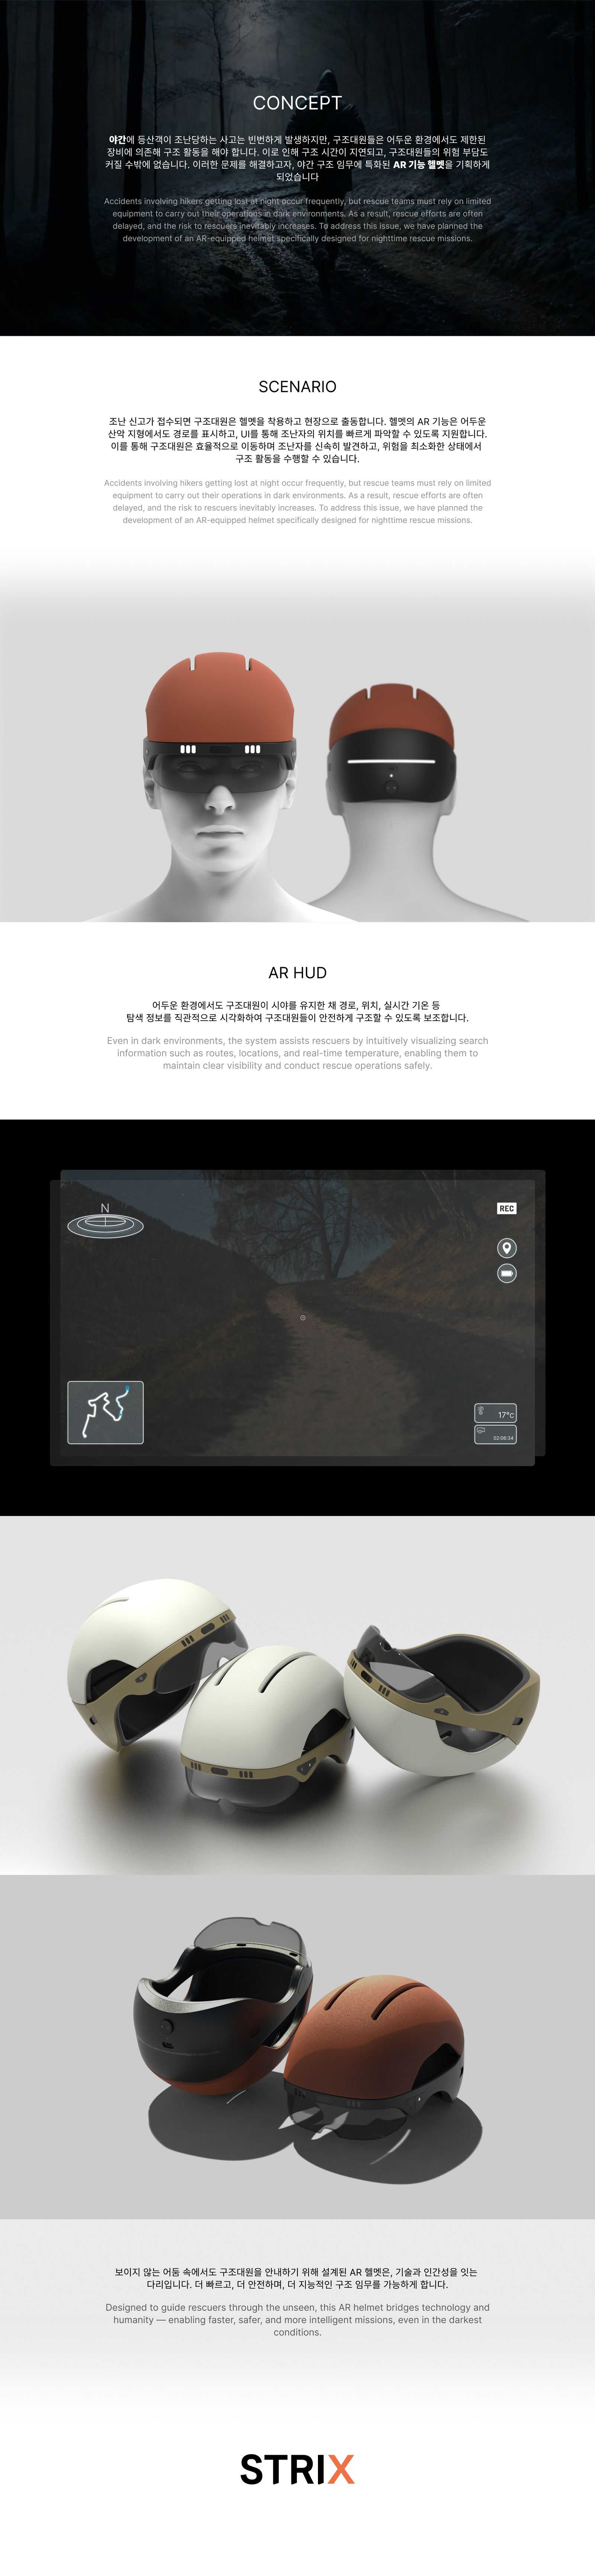 CONCEPT
야간에 등산객이 조난당하는 사고는 빈번하게 발생하지만, 구조대원들은 어두운 환경에서도 제한된
장비에 의존해 구조 활동을 해야 합니다. 이로 인해 구조 시간이 지연되고, 구조대원들의 위험 부담도
커질 수밖에 없습니다. 이러한 문제를 해결하고자, 야간 구조 임무에 특화된 AR 기능 헬멧을 기획하게
되었습니다
Accidents involving hikers getting lost at night occur frequently, but rescue teams must rely on limited
equipment to carry out their operations in dark environments. As a result, rescue efforts are often
delayed, and the risk to rescuers inevitably increases. To address this issue, we have planned the
development of an AR-equipped helmet specifically designed for nighttime rescue missions.
SCENARIO
조난 신고가 접수되면 구조대원은 헬멧을 착용하고 현장으로 출동합니다. 헬멧의 AR 기능은 어두운
산악 지형에서도 경로를 표시하고, UI를 통해 조난자의 위치를 빠르게 파악할 수 있도록 지원합니다.
이를 통해 구조대원은 효율적으로 이동하며 조난자를 신속히 발견하고, 위험을 최소화한 상태에서
구조 활동을 수행할 수 있습니다.
Accidents involving hikers getting lost at night occur frequently, but rescue teams must rely on limited
equipment to carry out their operations in dark environments. As a result, rescue efforts are often
delayed, and the risk to rescuers inevitably increases. To address this issue, we have planned the
development of an AR-equipped helmet specifically designed for nighttime rescue missions.
AR HUD
어두운 환경에서도 구조대원이 시야를 유지한 채 경로, 위치, 실시간 기온 등
탐색 정보를 직관적으로 시각화하여 구조대원들이 안전하게 구조할 수 있도록 보조합니다.
Even in dark environments, the system assists rescuers by intuitively visualizing search
information such as routes, locations, and real-time temperature, enabling them to
maintain clear visibility and conduct rescue operations safely.
N
REC
17°C
02:06:34
보이지 않는 어둠 속에서도 구조대원을 안내하기 위해 설계된 AR 헬멧은, 기술과 인간성을 잇는
다리입니다. 더 빠르고, 더 안전하며, 더 지능적인 구조 임무를 가능하게 합니다.
Designed to guide rescuers through the unseen, this AR helmet bridges technology and
humanity — enabling faster, safer, and more intelligent missions, even in the darkest
conditions.
STRIX